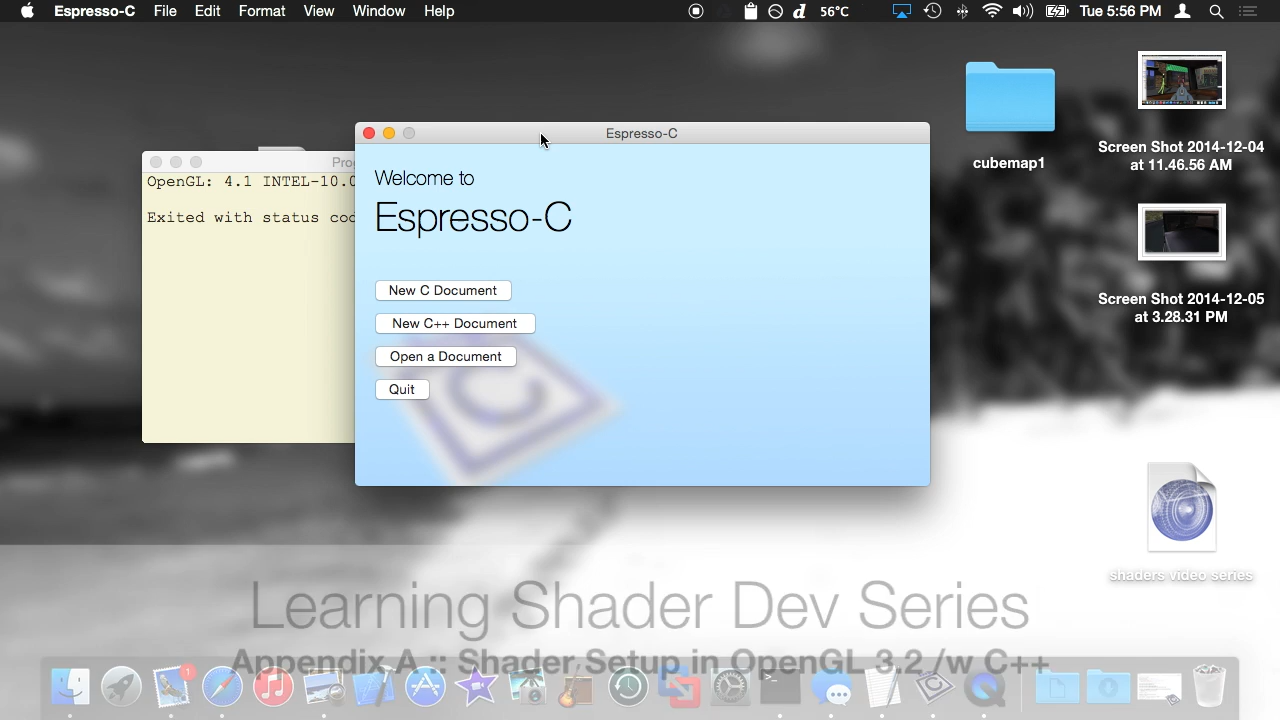 Espresso-C File Edit Format View Window Help d 56°C Tue 5:56 PM
Espresso-C
Welcome to
Espresso-C
New C Document
New C++ Document
Open a Document
Quit
OpenGL: 4.1 INTEL-10.0
Exited with status
cubemap1
Screen Shot 2014-12-04
at 11.46.56 AM
Screen Shot 2014-12-05
at 3.28.31 PM
shaders video series
Learning Shader Dev Series
Appendix A :: Shader Setup in OpenGL 3.2 /w C++
1